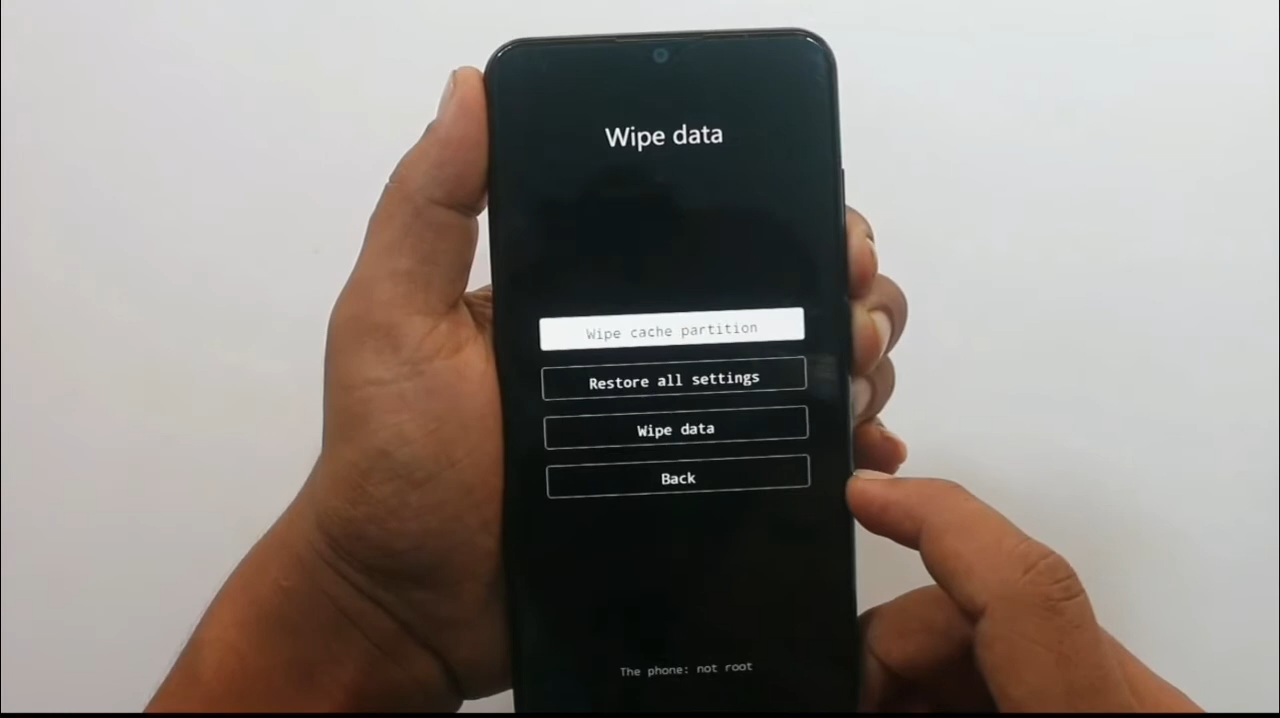 Wipe data
Wipe cache partition
Restore all settings
Wipe data
Back
The phone: not root